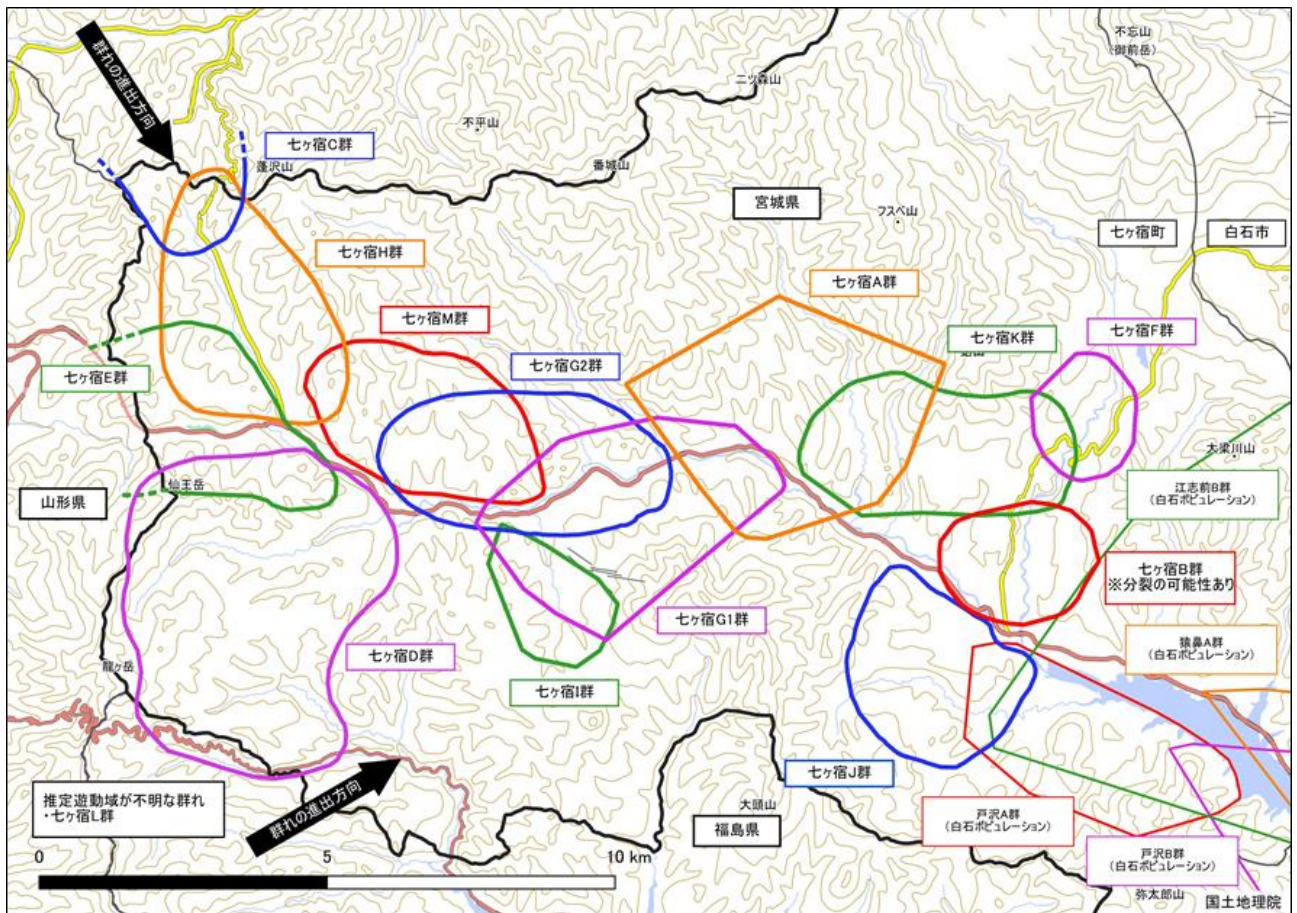 不忘山
(御前岳)
群れの進出方向
二ツ森山
不平山
七ヶ宿C群
蓬沢山
番城山
宮城県
フスベ山
七ヶ宿町
白石市
七ヶ宿H群
七ヶ宿A群
七ヶ宿M群
七ヶ宿K群
七ヶ宿F群
七ヶ宿G2群
七ヶ宿E群
大梁川山
仙王岳
江志前B群
(白石ポピュレーション)
山形県
七ヶ宿B群
※分裂の可能性あり
七ヶ宿G1群
猿鼻A群
(白石ポピュレーション)
七ヶ宿D群
龍ヶ岳
七ヶ宿I群
七ヶ宿J群
推定遊動域が不明な群れ
・七ヶ宿L群
群れの進出方向
大頭山
福島県
戸沢A群
(白石ポピュレーション)
戸沢B群
(白石ポピュレーション)
0
5
10 km
弥太郎山
国土地理院